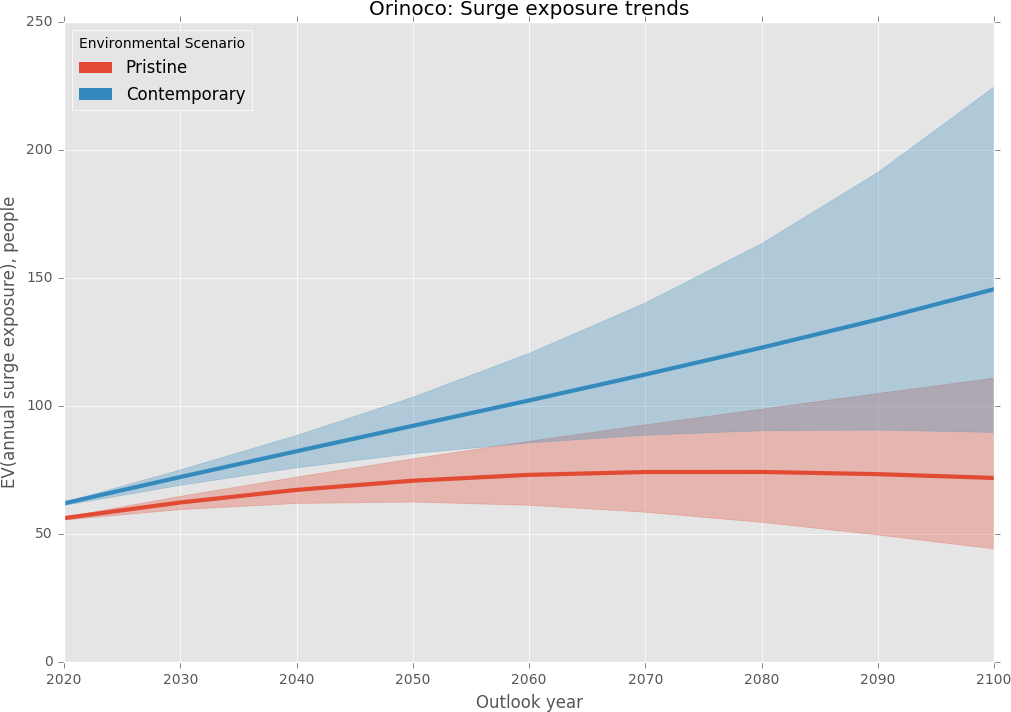 Orinoco: Surge exposure trends
Environmental Scenario
Pristine
Contemporary
EV(annual surge exposure), people
250
200
150
100
50
0
2020 2030 2040 2050 2060 2070 2080 2090 2100
Outlook year